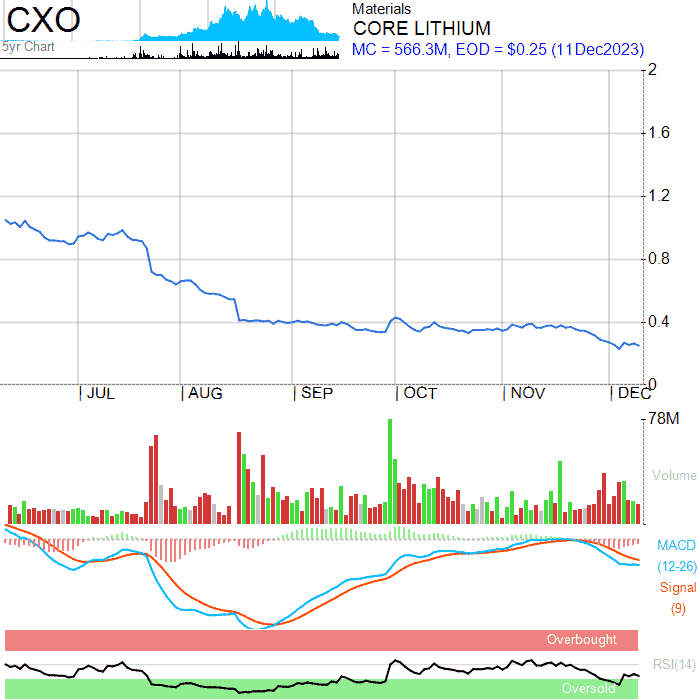 CXO
5yr Chart
Materials
CORE LITHIUM
MC = 566.3M, EOD = $0.25 (11Dec2023)
2
1.6
1.2
0.8
0.4
0
JUL AUG SEP OCT NOV DEC
78M
Volume
MACD
(12-26)
Signal
(9)
Overbought
RSI(14)
Oversold